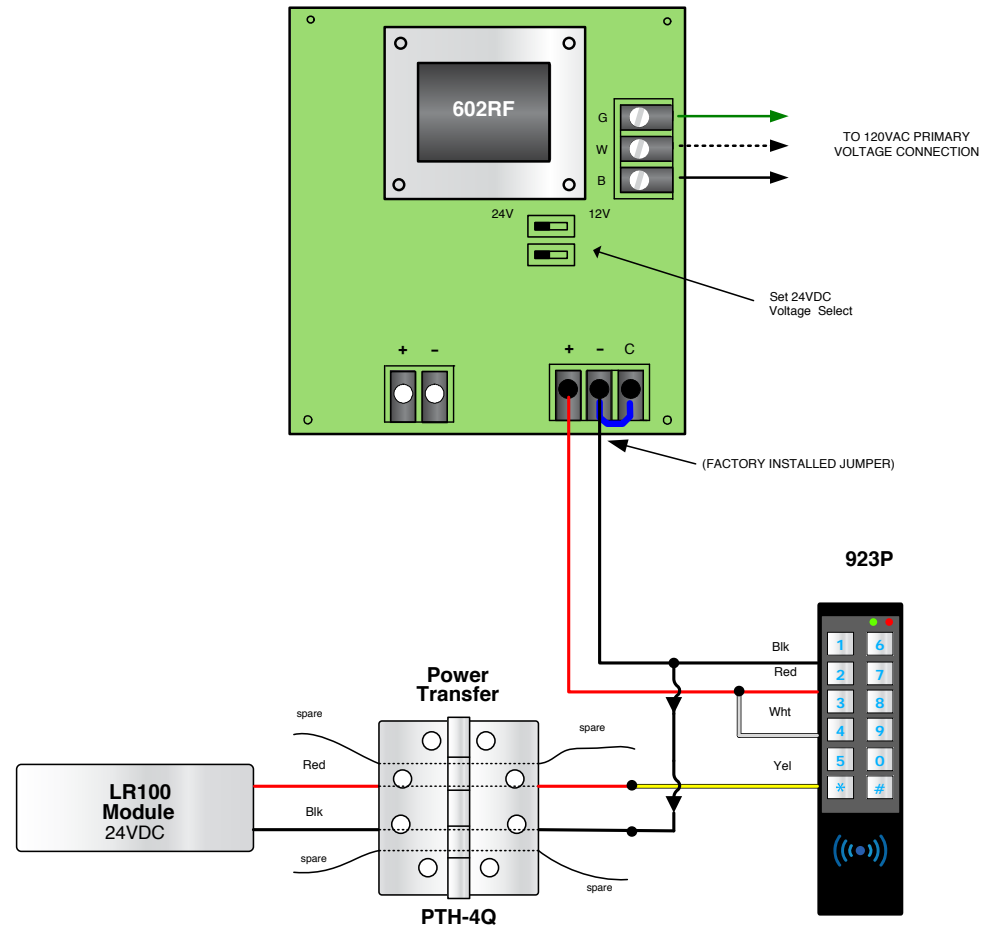 602RF
G
W
B
TO 120VAC PRIMARY
VOLTAGE CONNECTION
24V
12V
Set 24VDC
Voltage Select
+ −
+ − C
(FACTORY INSTALLED JUMPER)
923P
Blk
Red
Wht
Yel
1 6
2 7
3 8
4 9
5 0
* #
Power
Transfer
spare
spare
Red
Blk
spare
spare
LR100
Module
24VDC
PTH-4Q